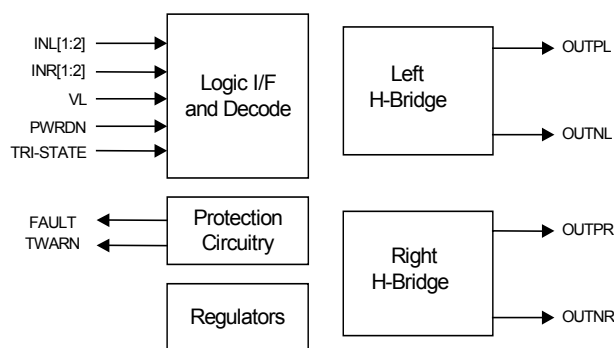 INL[1:2]
INR[1:2]
VL
PWRDN
TRI-STATE
Logic I/F
and Decode
Left
H-Bridge
OUTPL
OUTNL
FAULT
TWARN
Protection
Circuitry
Regulators
Right
H-Bridge
OUTPR
OUTNR